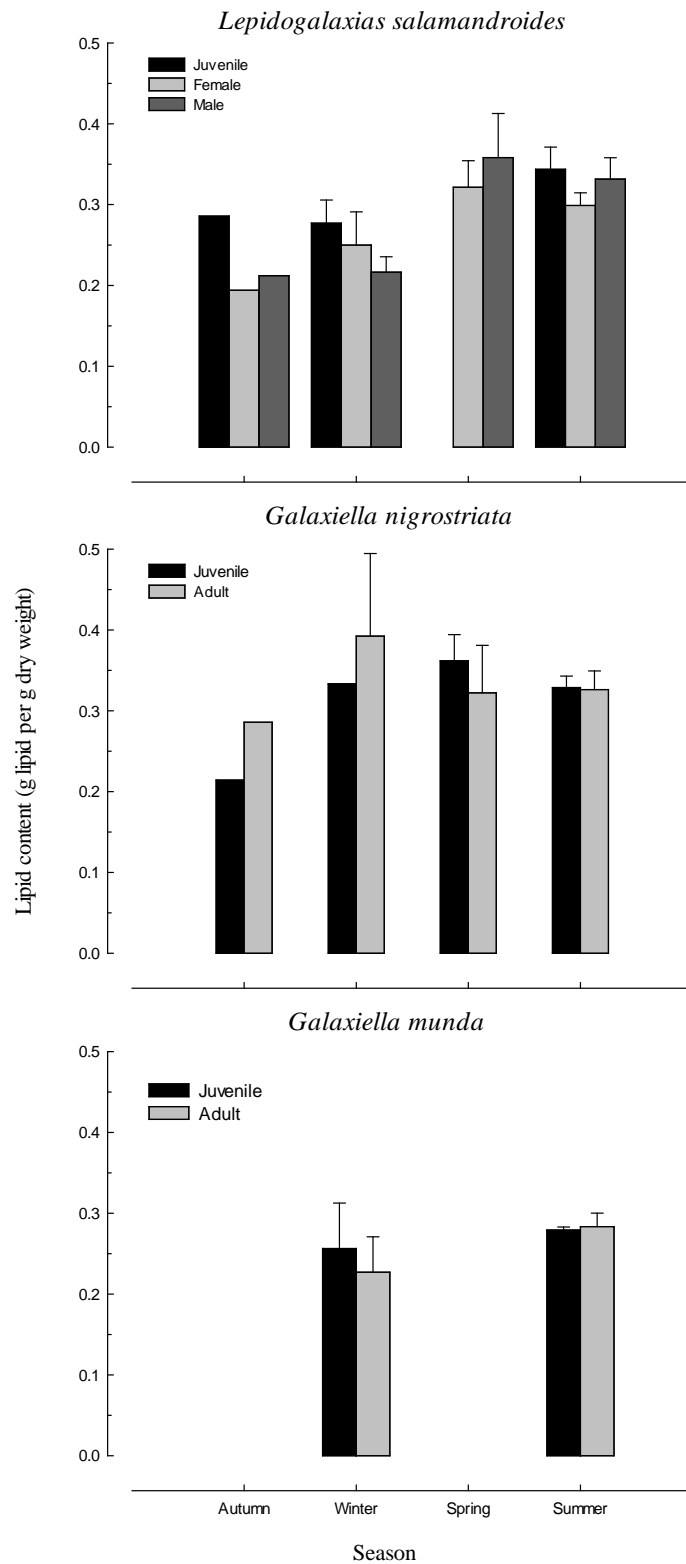 Lepidogalaxias salamandroides
0.5
Juvenile
Female
Male
0.4
0.3
0.2
0.1
0.0
Galaxiella nigrostriata
0.5
Juvenile
Adult
0.4
0.3
0.2
0.1
0.0
Lipid content (g lipid per g dry weight)
Galaxiella munda
0.5
Juvenile
Adult
0.4
0.3
0.2
0.1
0.0
Autumn Winter Spring Summer
Season